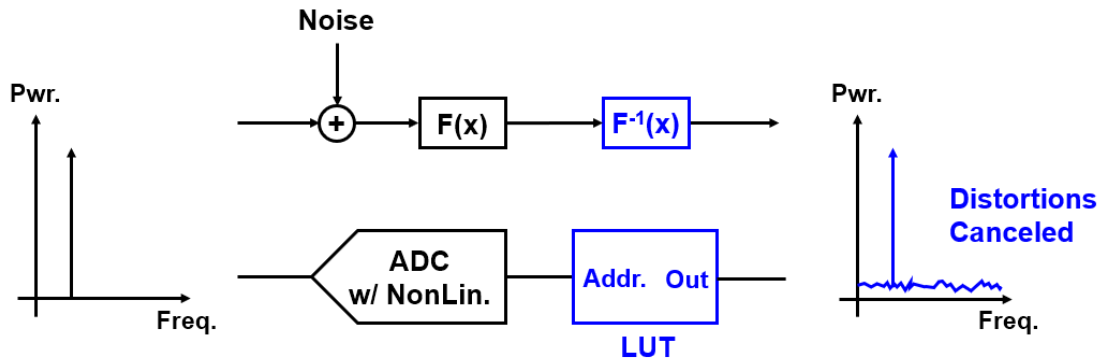 Noise
Pwr.
+
F(x)
F⁻¹(x)
Freq.
ADC
w/ NonLin.
Addr. Out
LUT
Pwr.
Distortions
Canceled
Freq.